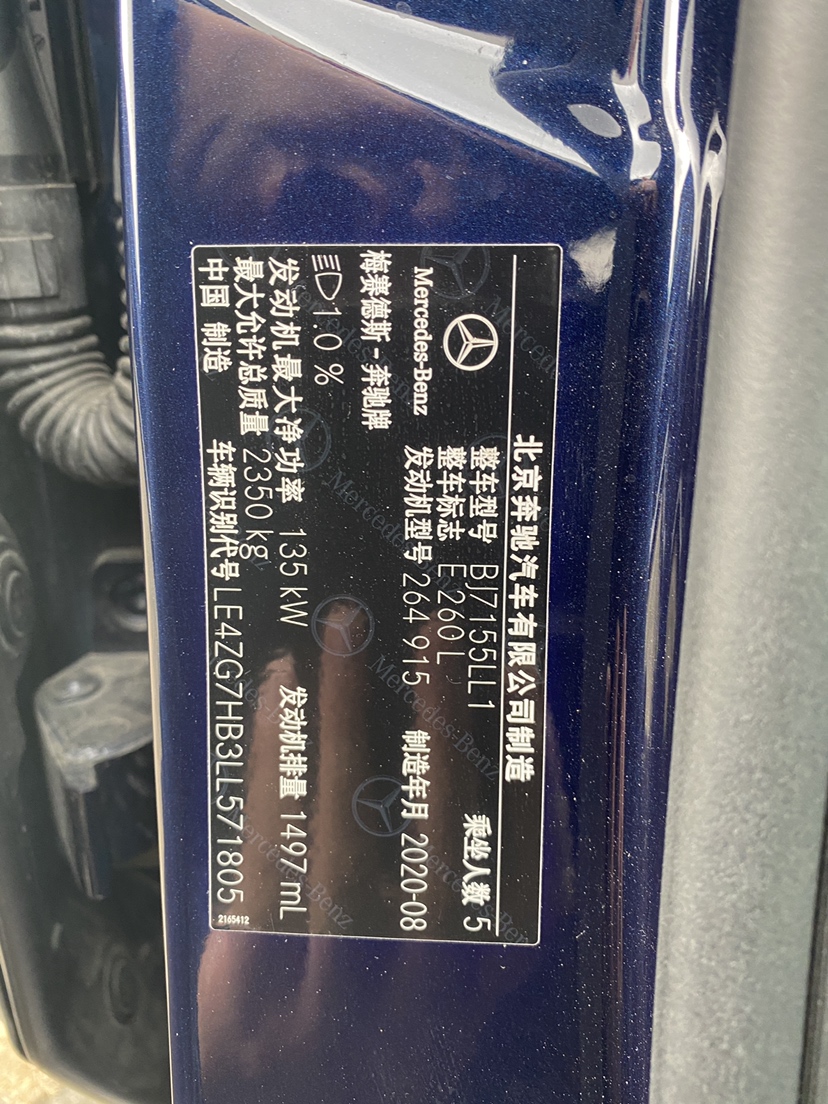 北京奔驰汽车有限公司制造
Mercedes-Benz
梅赛德斯-奔驰牌
整车型号 BJ7155LL1 乘坐人数 5
整车标志 E 260 L
发动机型号 264 915 制造年月 2020-08
1.0 %
发动机最大净功率 135 kW 发动机排量 1497 mL
最大允许总质量 2350 kg
中国 制造 车辆识别代号 LE4ZG7HB3LL571805
2165412